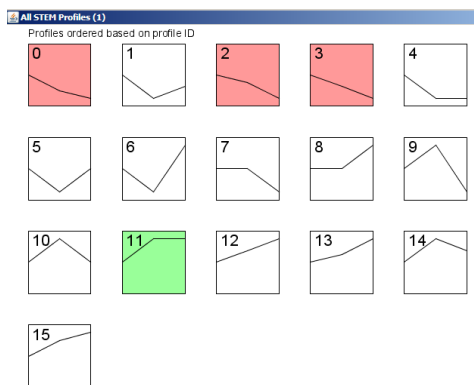 All STEM Profiles (1)
Profiles ordered based on profile ID
0 1 2 3 4
5 6 7 8 9
10 11 12 13 14
15